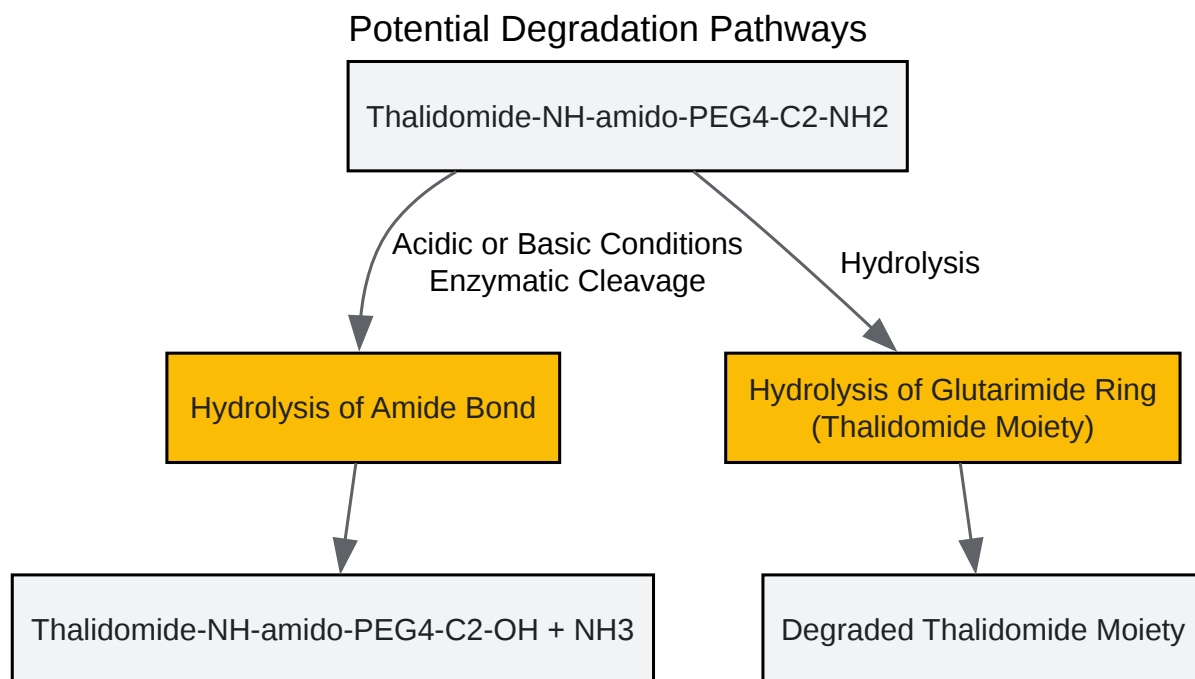 Potential Degradation Pathways
Thalidomide-NH-amido-PEG4-C2-NH2
Acidic or Basic Conditions
Enzymatic Cleavage
Hydrolysis
Hydrolysis of Amide Bond
Hydrolysis of Glutarimide Ring
(Thalidomide Moiety)
Thalidomide-NH-amido-PEG4-C2-OH + NH3
Degraded Thalidomide Moiety